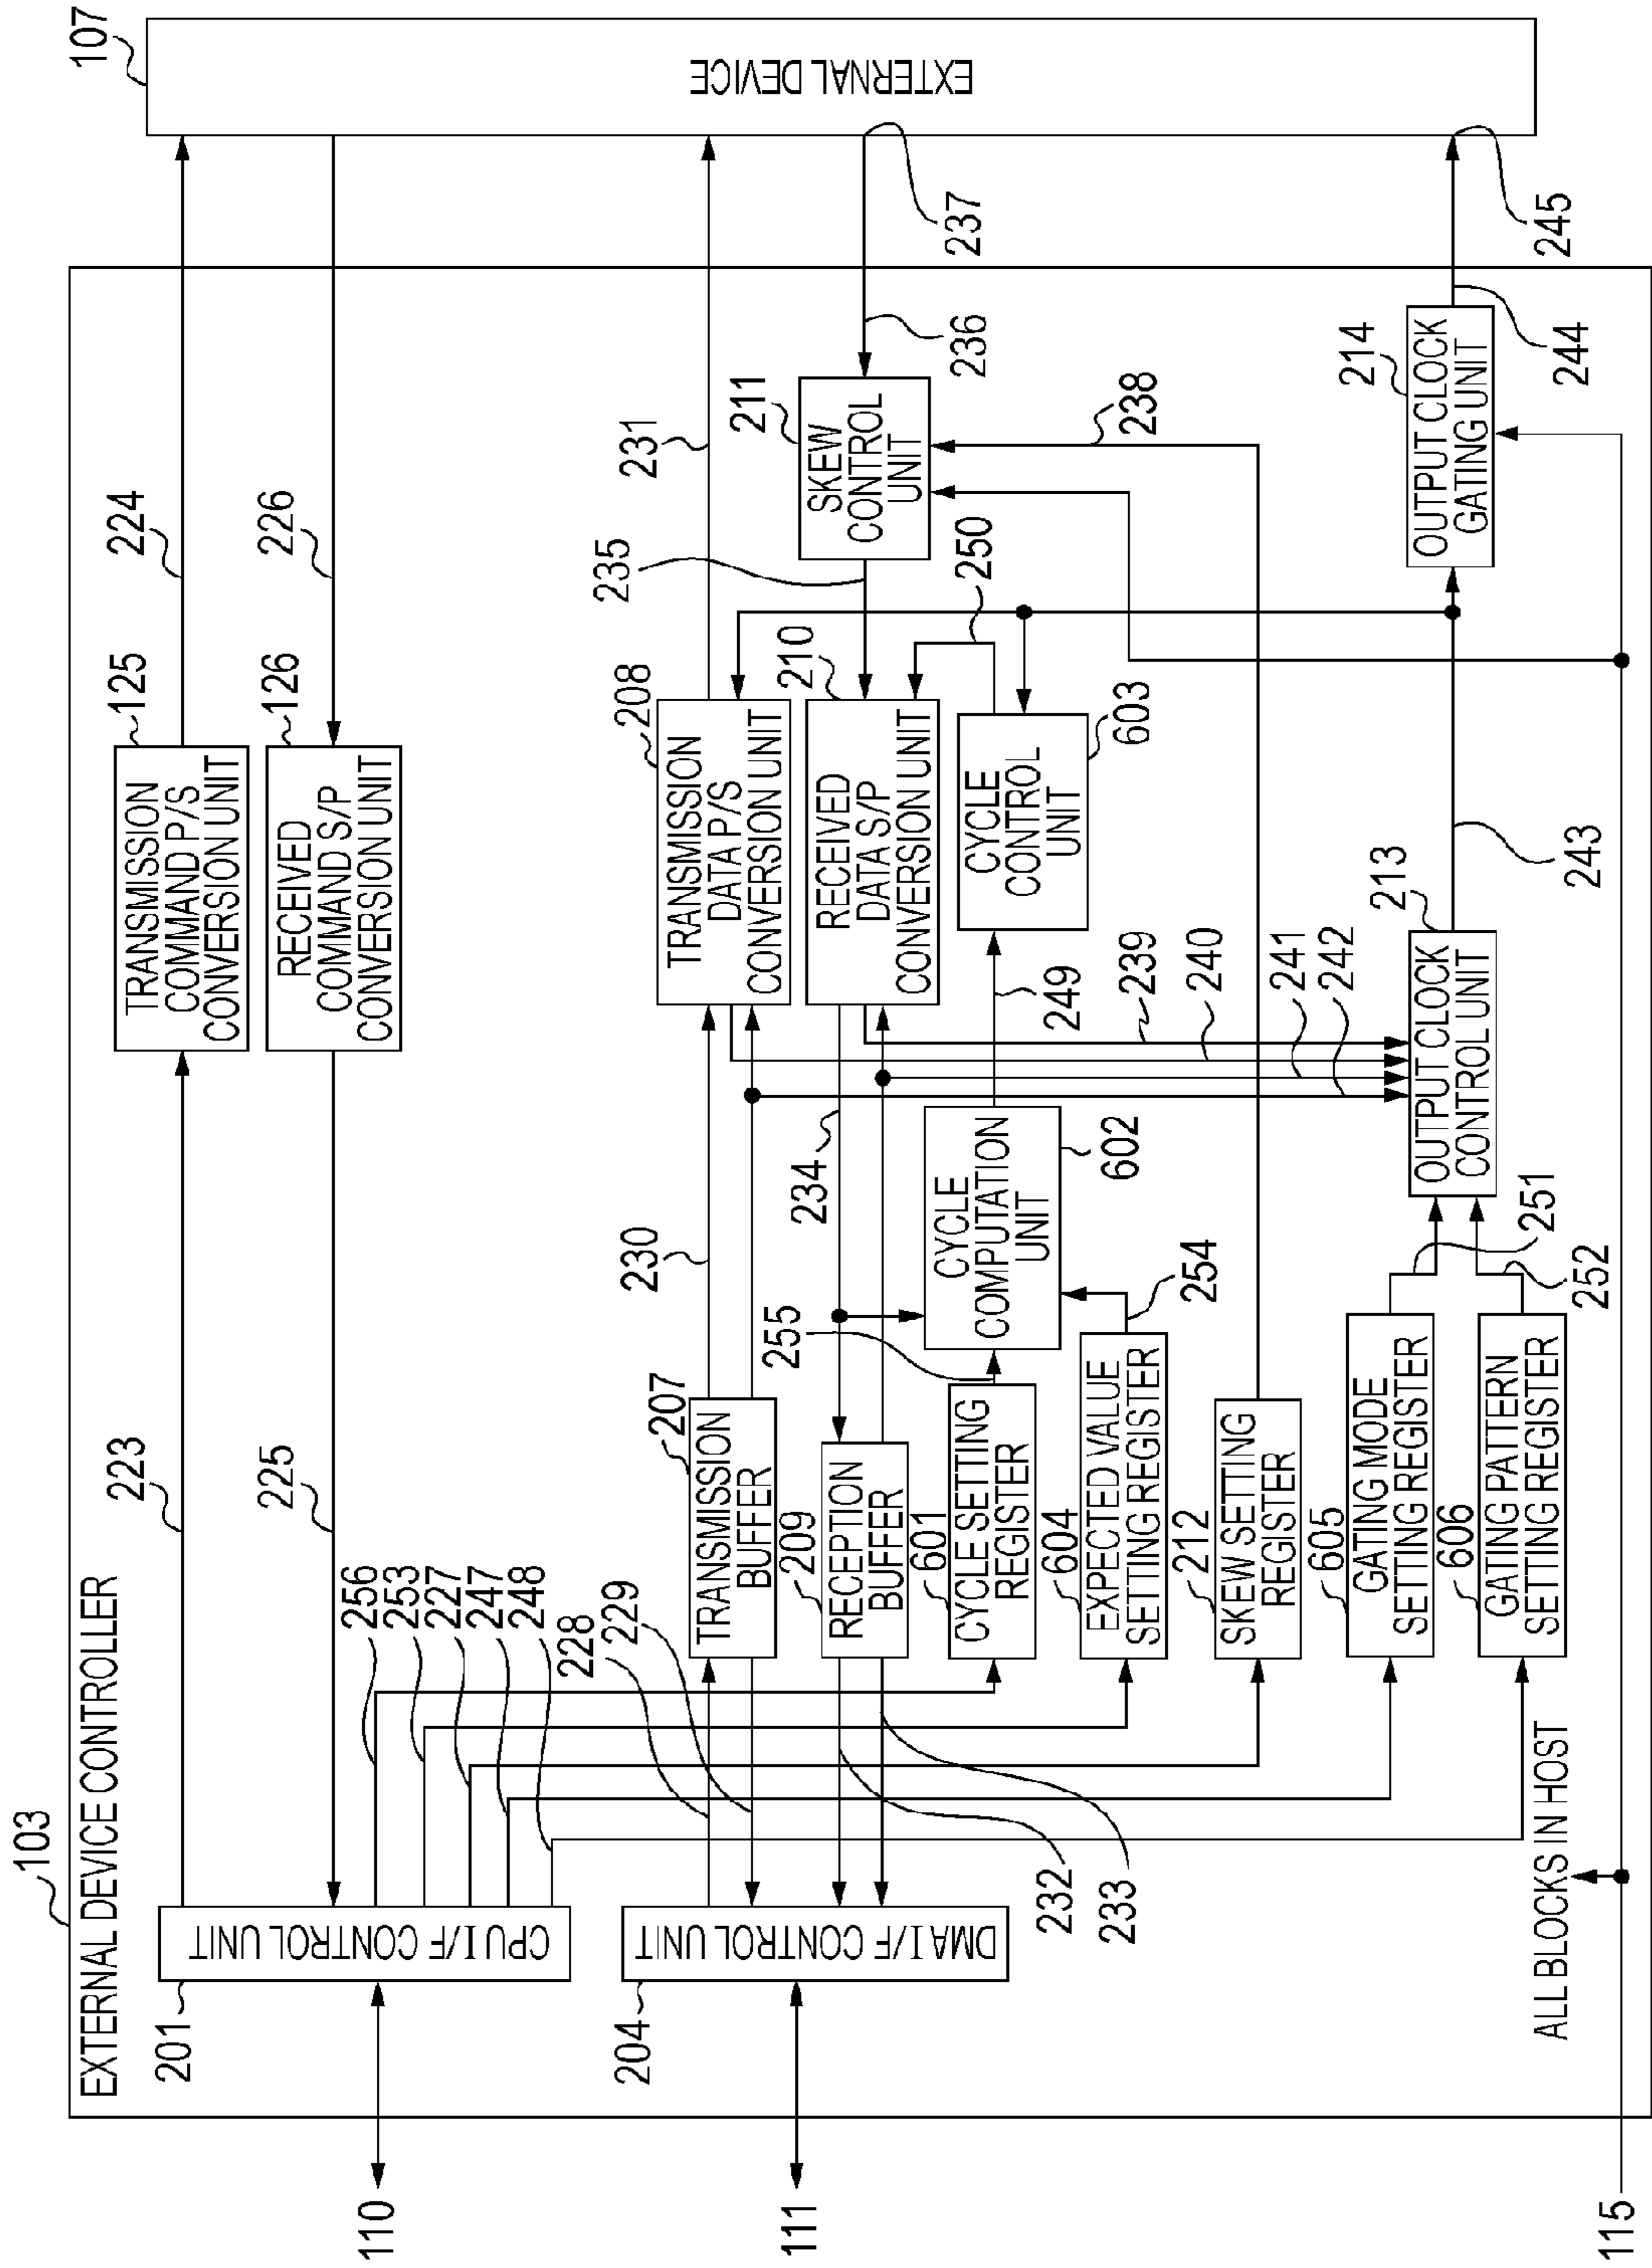 103
EXTERNAL DEVICE CONTROLLER
107
EXTERNAL DEVICE
201
CPU I/F CONTROL UNIT
110
223
TRANSMISSION
COMMAND P/S
CONVERSION UNIT
125
224
225
RECEIVED
COMMAND S/P
CONVERSION UNIT
126
226
256
253
227
247
248
204
DMA I/F CONTROL UNIT
111
228
229
232
233
207
TRANSMISSION
BUFFER
230
208
TRANSMISSION
DATA P/S
CONVERSION UNIT
231
209
RECEPTION
BUFFER
234
210
RECEIVED
DATA S/P
CONVERSION UNIT
235
211
SKEW
CONTROL
UNIT
236
237
238
601
CYCLE SETTING
REGISTER
255
CYCLE
COMPUTATION
UNIT
602
249
CYCLE
CONTROL
UNIT
603
250
604
EXPECTED VALUE
SETTING REGISTER
254
212
SKEW SETTING
REGISTER
239
240
241
242
605
GATING MODE
SETTING REGISTER
251
606
GATING PATTERN
SETTING REGISTER
252
213
OUTPUT CLOCK
CONTROL UNIT
243
214
OUTPUT CLOCK
GATING UNIT
244
245
ALL BLOCKS IN HOST
115